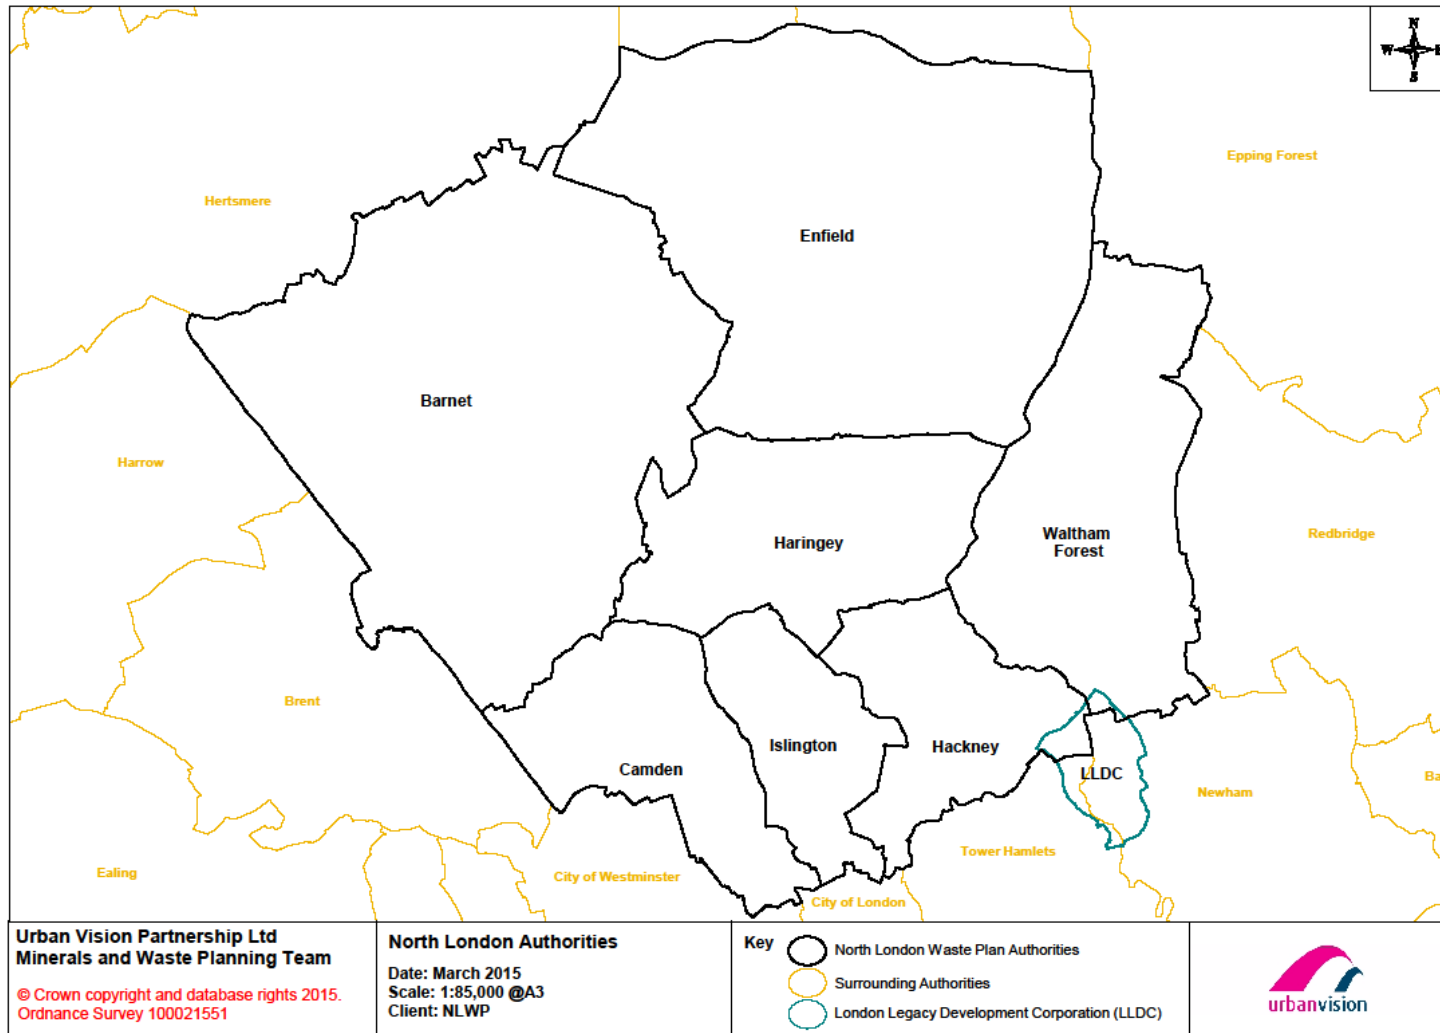 N
W E
S
Epping Forest
Hertsmere
Enfield
Barnet
Harrow
Haringey
Waltham
Forest
Redbridge
Brent
Islington
Hackney
Camden
LLDC
Newham
Ba
Tower Hamlets
Ealing
City of Westminster
City of London
Urban Vision Partnership Ltd
Minerals and Waste Planning Team
© Crown copyright and database rights 2015.
Ordnance Survey 100021551
North London Authorities
Date: March 2015
Scale: 1:85,000 @A3
Client: NLWP
Key
North London Waste Plan Authorities
Surrounding Authorities
London Legacy Development Corporation (LLDC)
urbanvision